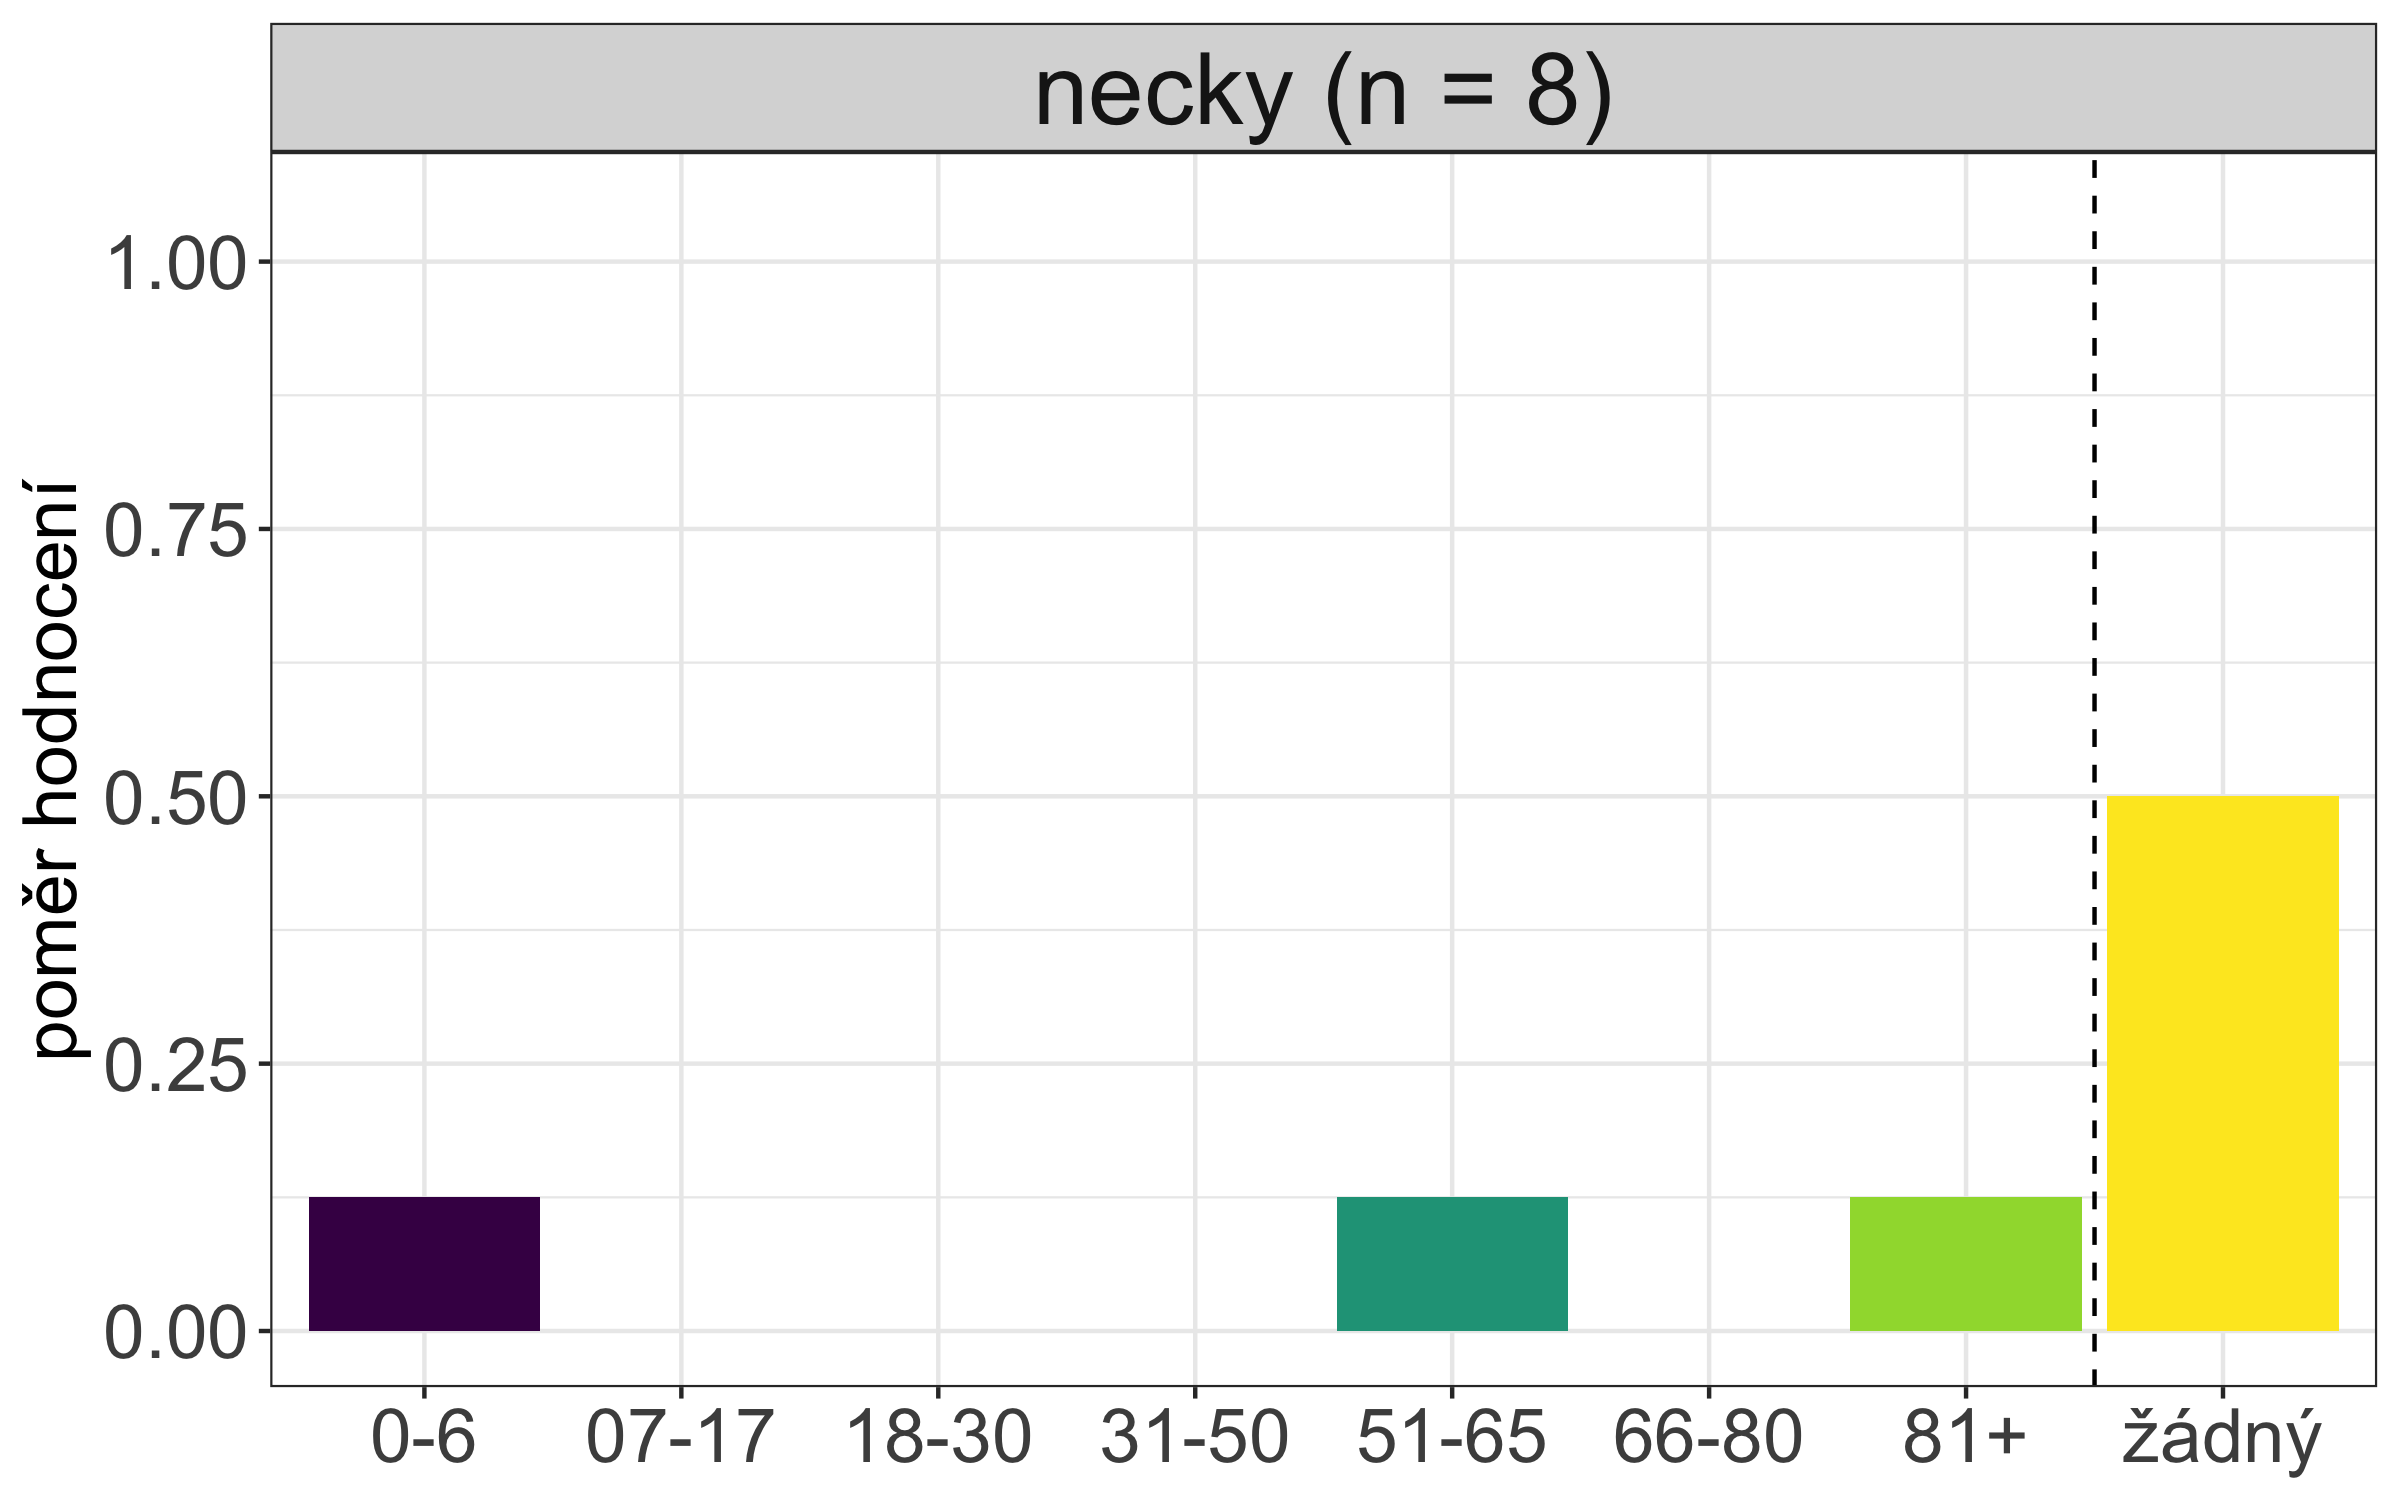 necky (n = 8)
poměr hodnocení
1.00
0.75
0.50
0.25
0.00
0-6 07-17 18-30 31-50 51-65 66-80 81+ žádný